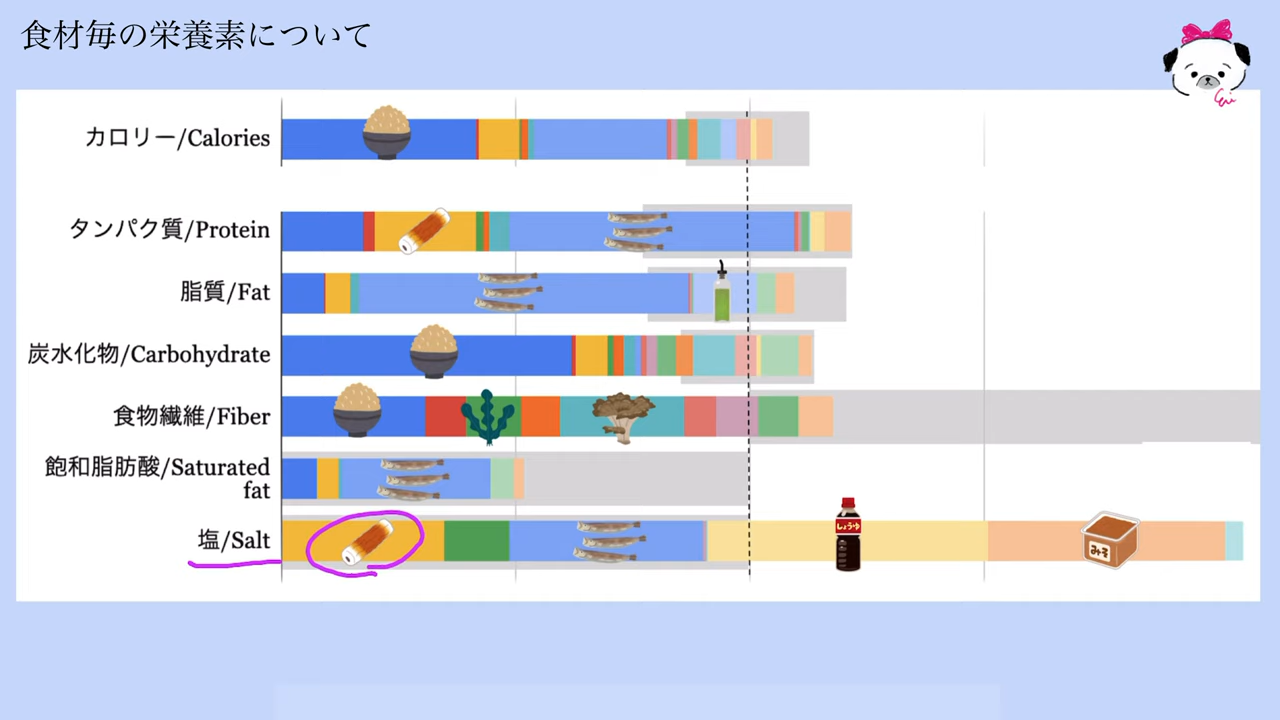 食材毎の栄養素について
カロリー/Calories
タンパク質/Protein
脂質/Fat
炭水化物/Carbohydrate
食物繊維/Fiber
飽和脂肪酸/Saturated
fat
塩/Salt
しょうゆ
みそ